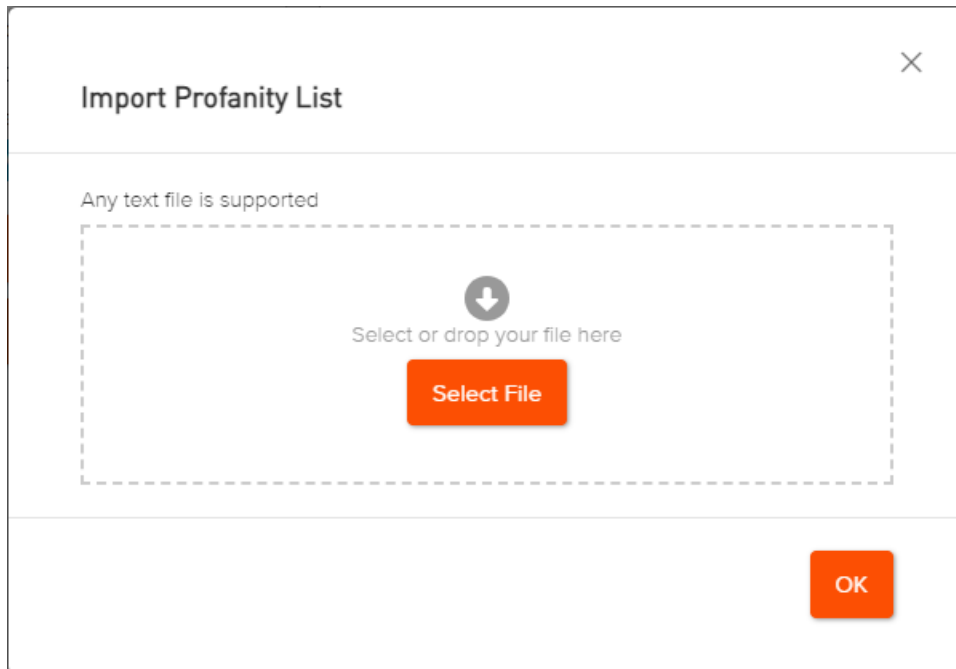 Import Profanity List
Any text file is supported
Select or drop your file here
Select File
OK